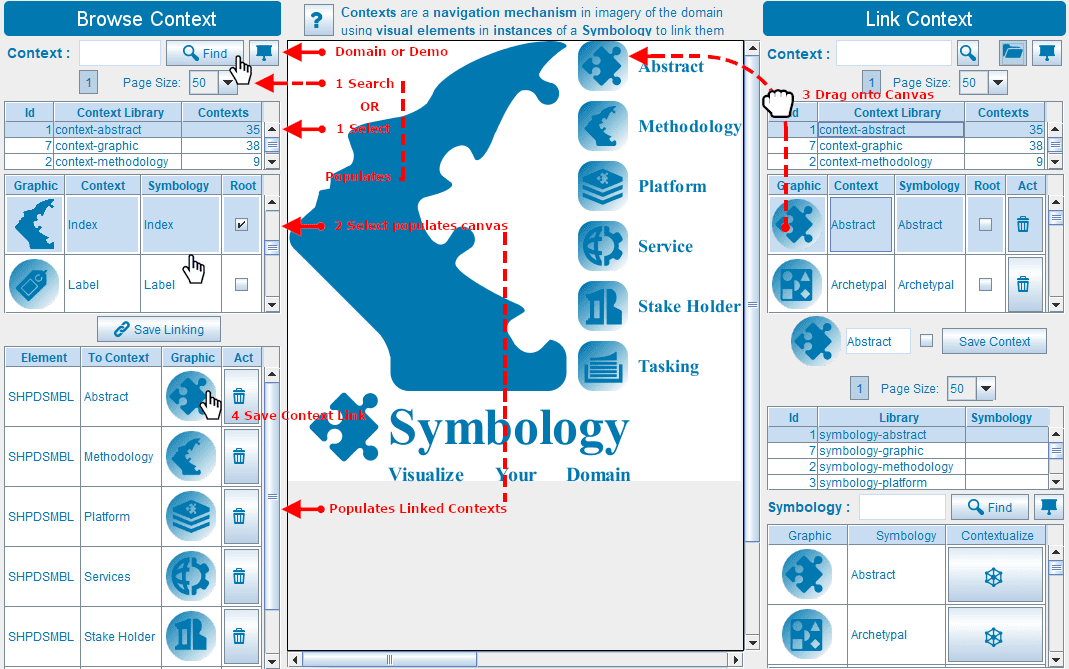 Browse Context
Context :
Find
1
Page Size:
50
Id Context Library Contexts
1 context-abstract 35
7 context-graphic 38
2 context-methodology 9
Graphic Context Symbology Root
Index Index
Label Label
Save Linking
Element To Context Graphic Act
SHPDSMBL Abstract
SHPDSMBL Methodology
SHPDSMBL Platform
SHPDSMBL Services
SHPDSMBL Stake Holder
?
Contexts are a navigation mechanism in imagery of the domain
using visual elements in instances of a Symbology to link them
Domain or Demo
1 Search
OR
1 Select
Populates
2 Select populates canvas
4 Save Context Link
Populates Linked Contexts
Abstract
Methodology
Platform
Service
Stake Holder
Tasking
Symbology
Visualize Your Domain
Link Context
Context :
1
Page Size:
50
3 Drag onto Canvas
Id Context Library Contexts
1 context-abstract 35
7 context-graphic 38
2 context-methodology 9
Graphic Context Symbology Root Act
Abstract Abstract
Archetypal Archetypal
Abstract
Save Context
1
Page Size:
50
Id Library Symbology
1 symbology-abstract
7 symbology-graphic
2 symbology-methodology
3 symbology-platform
Symbology :
Find
Graphic Symbology Contextualize
Abstract
Archetypal